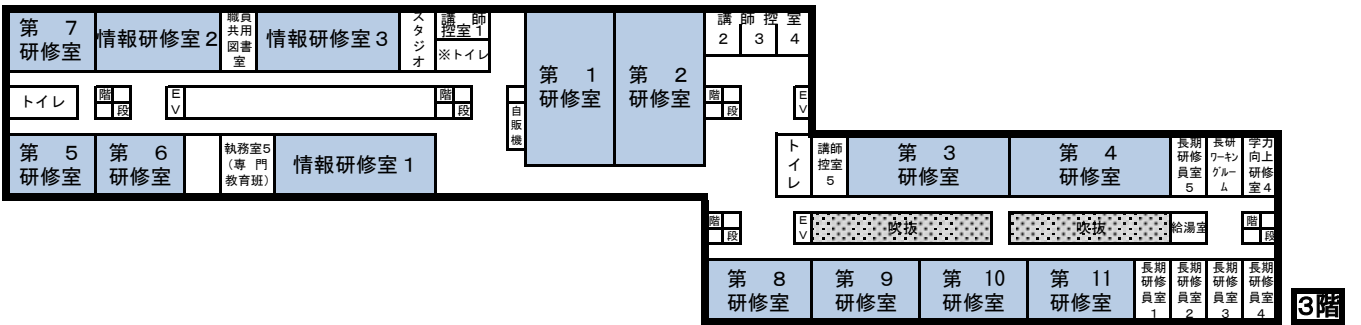 第　7
研修室
情報研修室2
職員
共用
図書
室
情報研修室3
スタジオ
講　師
控室1
※トイレ
第　1
研修室
第　2
研修室
講　師　控　室
2　3　4
トイレ
階
段
EV
階
段
自販機
階
段
EV
第　5
研修室
第　6
研修室
執務室5
(専　門
教育班)
情報研修室1
トイレ
講師
控室
5
第　3
研修室
第　4
研修室
長期
研修
員室
5
長研
ワーキン
グルー
ム
学力
向上
研修
室4
階
段
EV
吹抜
吹抜
給湯室
階
段
第　8
研修室
第　9
研修室
第　10
研修室
第　11
研修室
長期
研修
員室
1
長期
研修
員室
2
長期
研修
員室
3
長期
研修
員室
4
3階